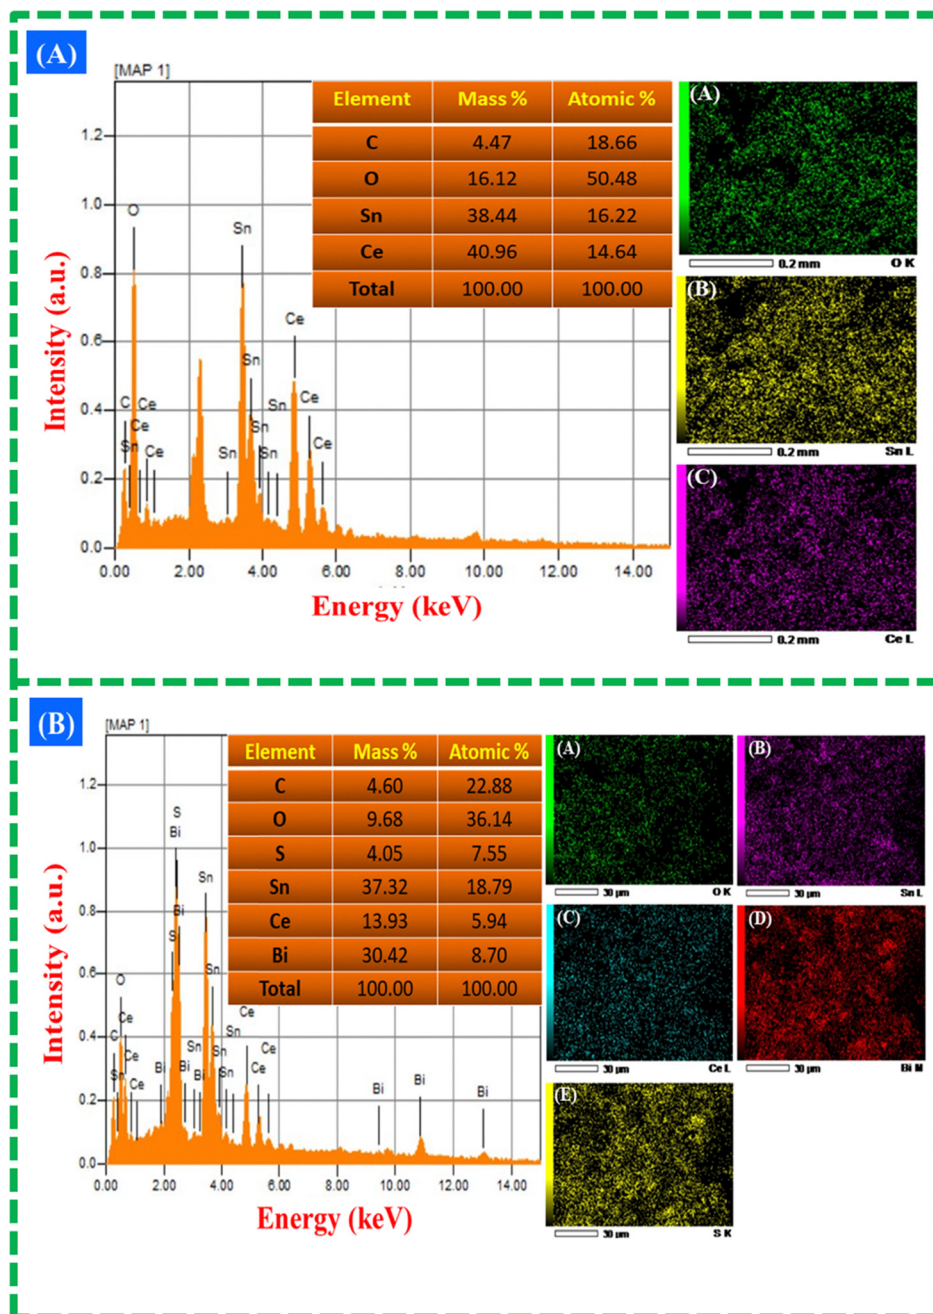 (A)
[MAP 1]
Element Mass % Atomic %
C 4.47 18.66
O 16.12 50.48
Sn 38.44 16.22
Ce 40.96 14.64
Total 100.00 100.00
Intensity (a.u.)
1.2
1.0
0.8
0.6
0.4
0.2
0.0
O
Sn
Ce
Sn
C Ce Sn Ce
Sn Ce Sn Ce
Ce Sn Sn
0.00 2.00 4.00 6.00 8.00 10.00 12.00 14.00
Energy (keV)
(A)
0.2 mm O K
(B)
0.2 mm Sn L
(C)
0.2 mm Ce L
(B)
[MAP 1]
Element Mass % Atomic %
C 4.60 22.88
O 9.68 36.14
S 4.05 7.55
Sn 37.32 18.79
Ce 13.93 5.94
Bi 30.42 8.70
Total 100.00 100.00
Intensity (a.u.)
1.2
1.0
0.8
0.6
0.4
0.2
0.0
S
Bi
Sn
Bi
S
Sn
O
Ce Ce
C Sn Sn
Ce Sn Ce
Sn Bi Bi Bi Sn Ce
Ce
Bi Bi Bi
0.00 2.00 4.00 6.00 8.00 10.00 12.00 14.00
Energy (keV)
(A)
30 µm O K
(B)
30 µm Sn L
(C)
30 µm Ce L
(D)
30 µm Bi M
(E)
30 µm S K